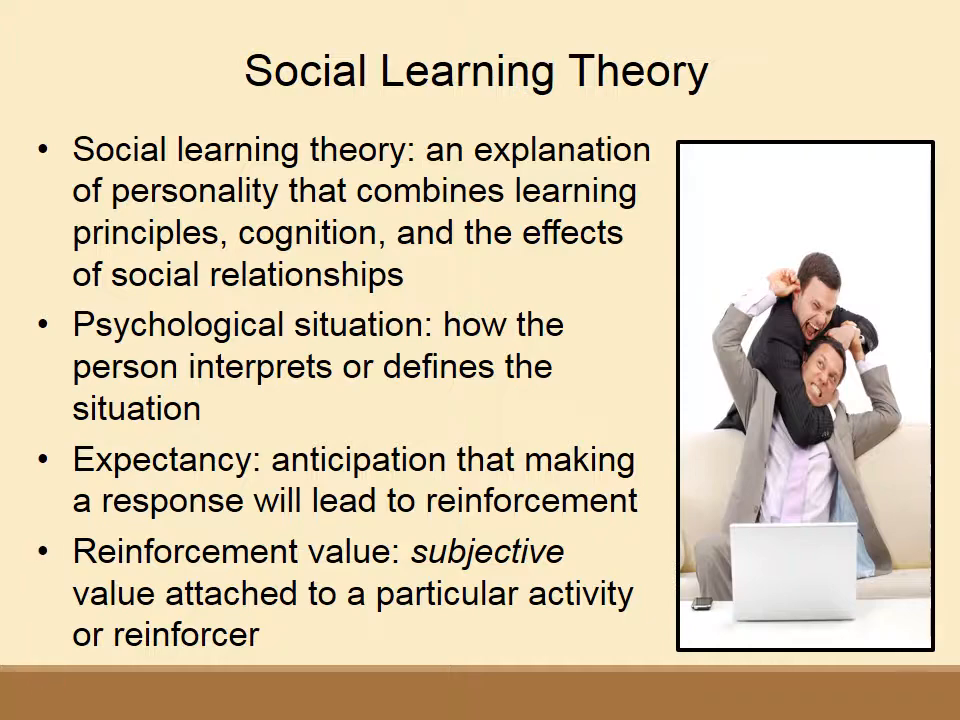 Social Learning Theory
• Social learning theory: an explanation
of personality that combines learning
principles, cognition, and the effects
of social relationships
• Psychological situation: how the
person interprets or defines the
situation
• Expectancy: anticipation that making
a response will lead to reinforcement
• Reinforcement value: subjective
value attached to a particular activity
or reinforcer